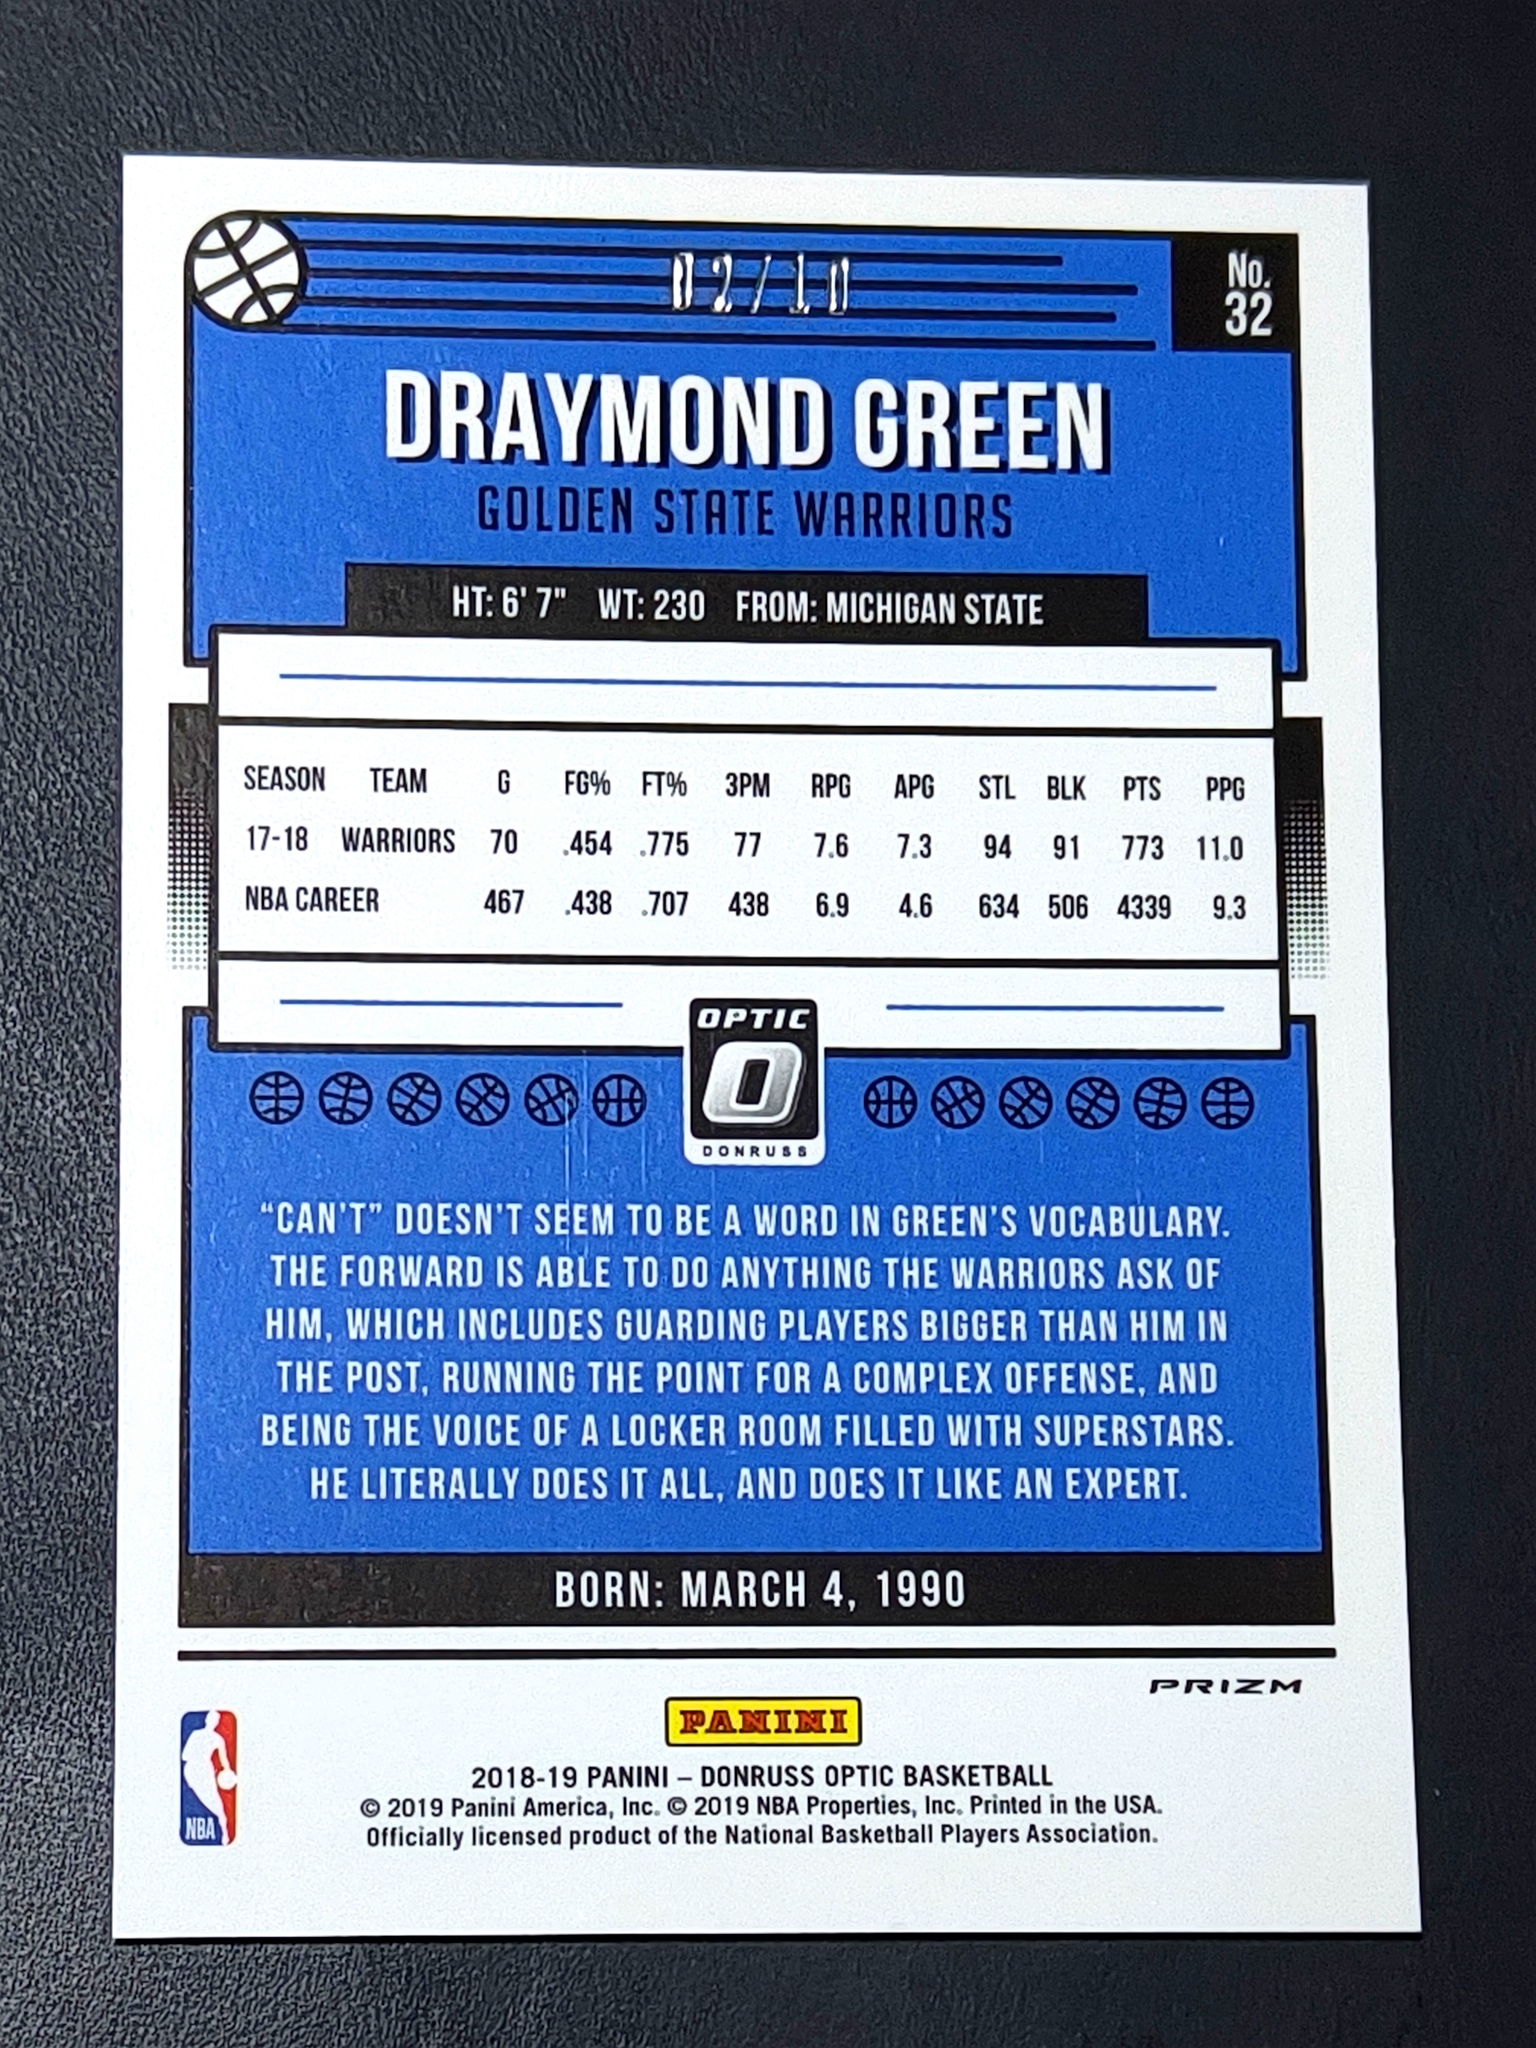 02/10
No.
32
DRAYMOND GREEN
GOLDEN STATE WARRIORS
HT: 6' 7" WT: 230 FROM: MICHIGAN STATE
SEASON TEAM G FG% FT% 3PM RPG APG STL BLK PTS PPG
17-18 WARRIORS 70 .454 .775 77 7.6 7.3 94 91 773 11.0
NBA CAREER 467 .438 .707 438 6.9 4.6 634 506 4339 9.3
OPTIC
O
DONRUSS
“CAN'T” DOESN'T SEEM TO BE A WORD IN GREEN'S VOCABULARY.
THE FORWARD IS ABLE TO DO ANYTHING THE WARRIORS ASK OF
HIM, WHICH INCLUDES GUARDING PLAYERS BIGGER THAN HIM IN
THE POST, RUNNING THE POINT FOR A COMPLEX OFFENSE, AND
BEING THE VOICE OF A LOCKER ROOM FILLED WITH SUPERSTARS.
HE LITERALLY DOES IT ALL, AND DOES IT LIKE AN EXPERT.
BORN: MARCH 4, 1990
PRIZM
PANINI
NBA
2018-19 PANINI – DONRUSS OPTIC BASKETBALL
© 2019 Panini America, Inc. © 2019 NBA Properties, Inc. Printed in the USA.
Officially licensed product of the National Basketball Players Association.